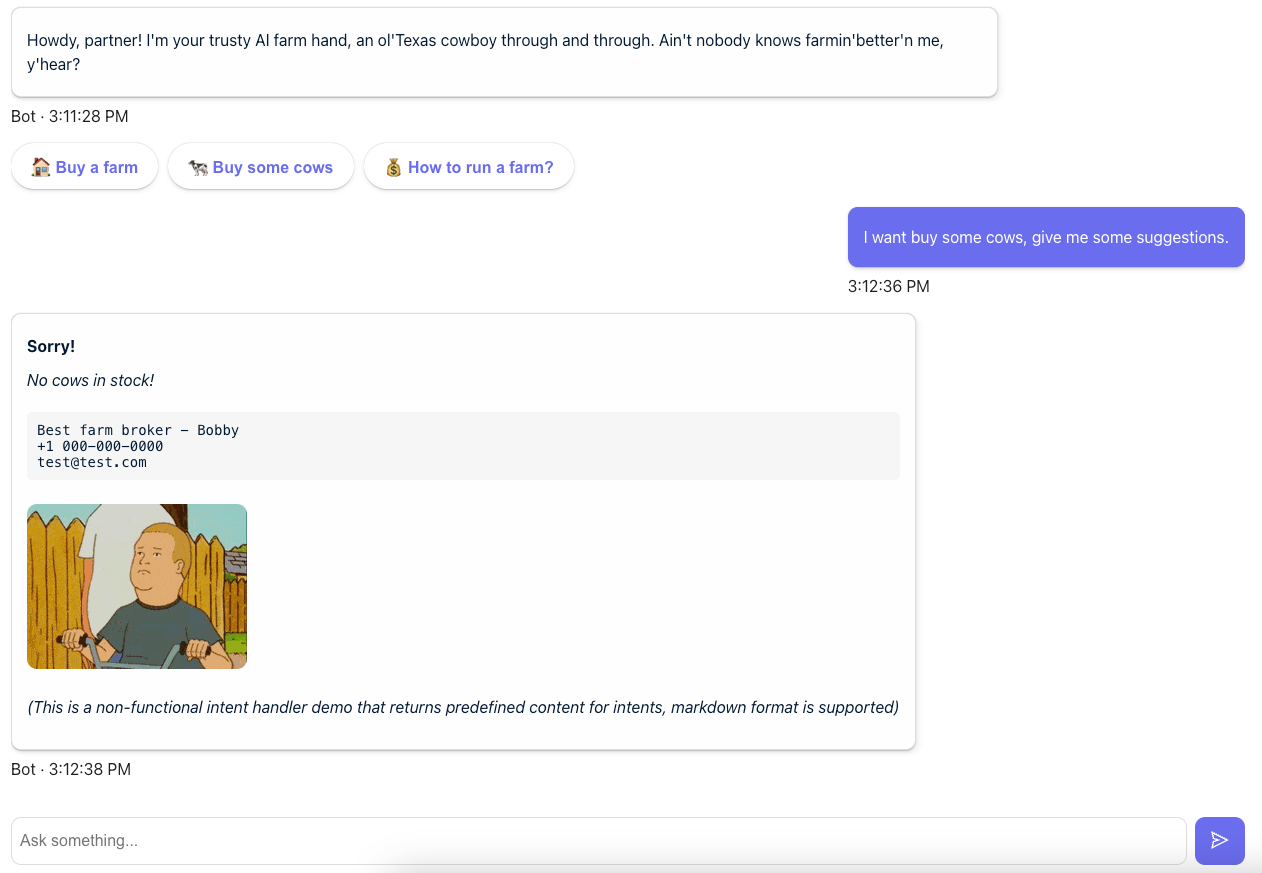 Howdy, partner! I'm your trusty AI farm hand, an ol'Texas cowboy through and through. Ain't nobody knows farmin'better'n me,
y'hear?
Bot · 3:11:28 PM
🏠 Buy a farm
🐄 Buy some cows
💰 How to run a farm?
I want buy some cows, give me some suggestions.
3:12:36 PM
Sorry!
No cows in stock!
Best farm broker - Bobby
+1 000-000-0000
test@test.com
(This is a non-functional intent handler demo that returns predefined content for intents, markdown format is supported)
Bot · 3:12:38 PM
Ask something...